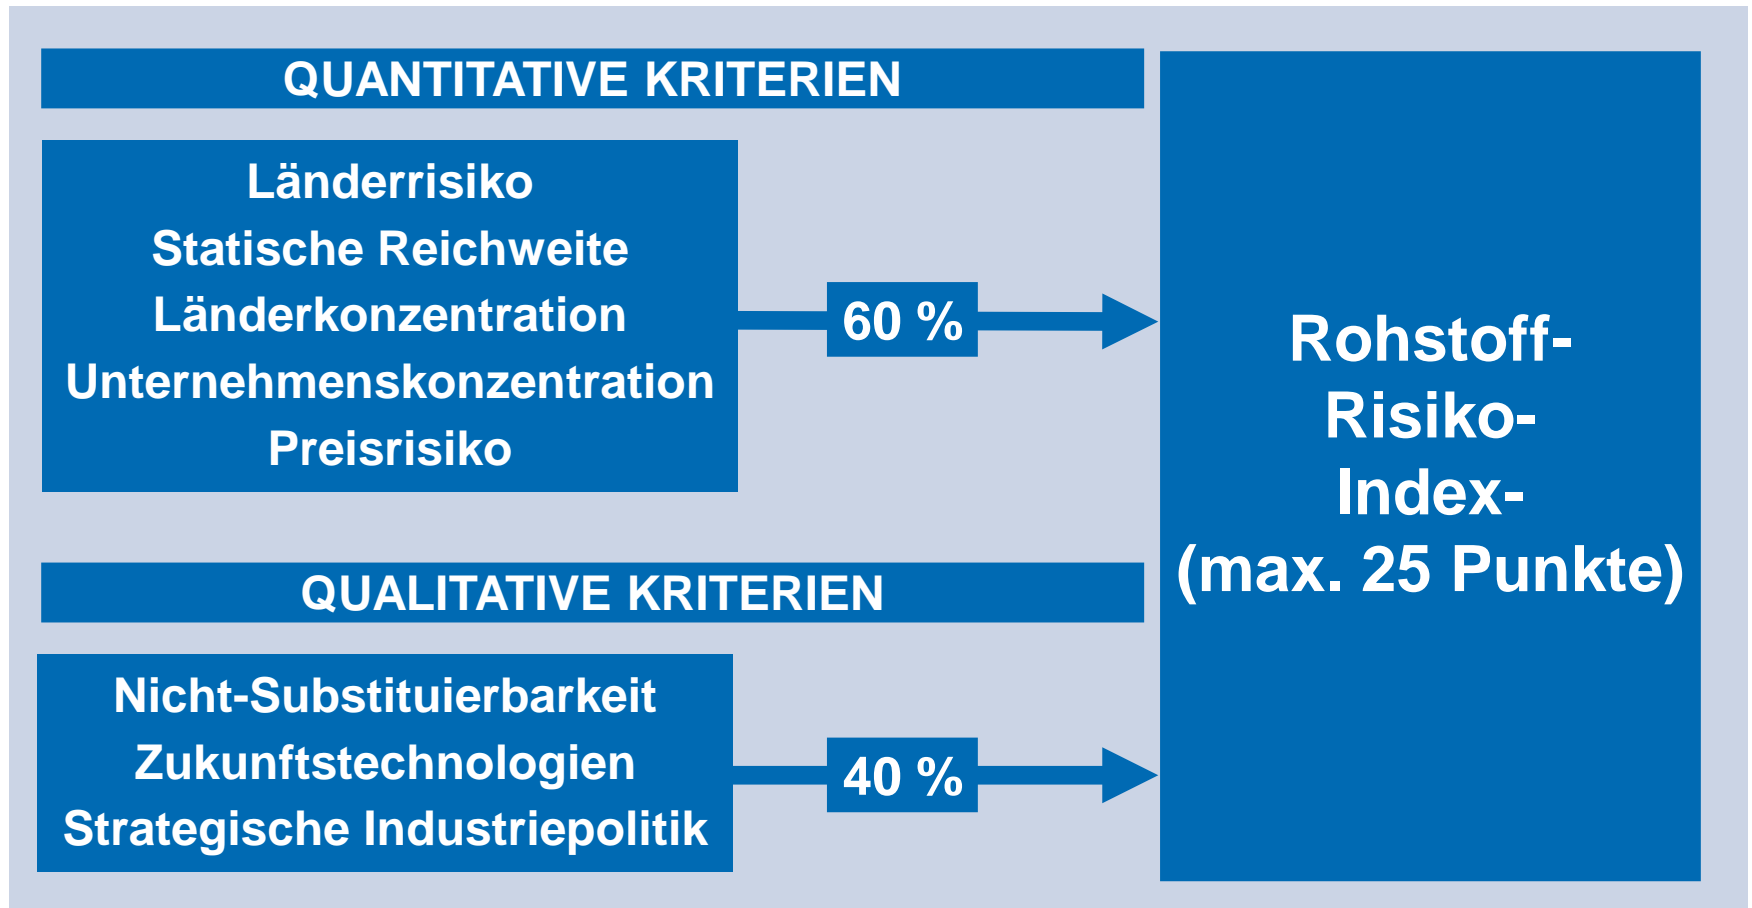 QUANTITATIVE KRITERIEN
Länderrisiko
Statische Reichweite
Länderkonzentration
Unternehmenskonzentration
Preisrisiko
60 %
QUALITATIVE KRITERIEN
Nicht-Substituierbarkeit
Zukunftstechnologien
Strategische Industriepolitik
40 %
Rohstoff-
Risiko-
Index-
(max. 25 Punkte)